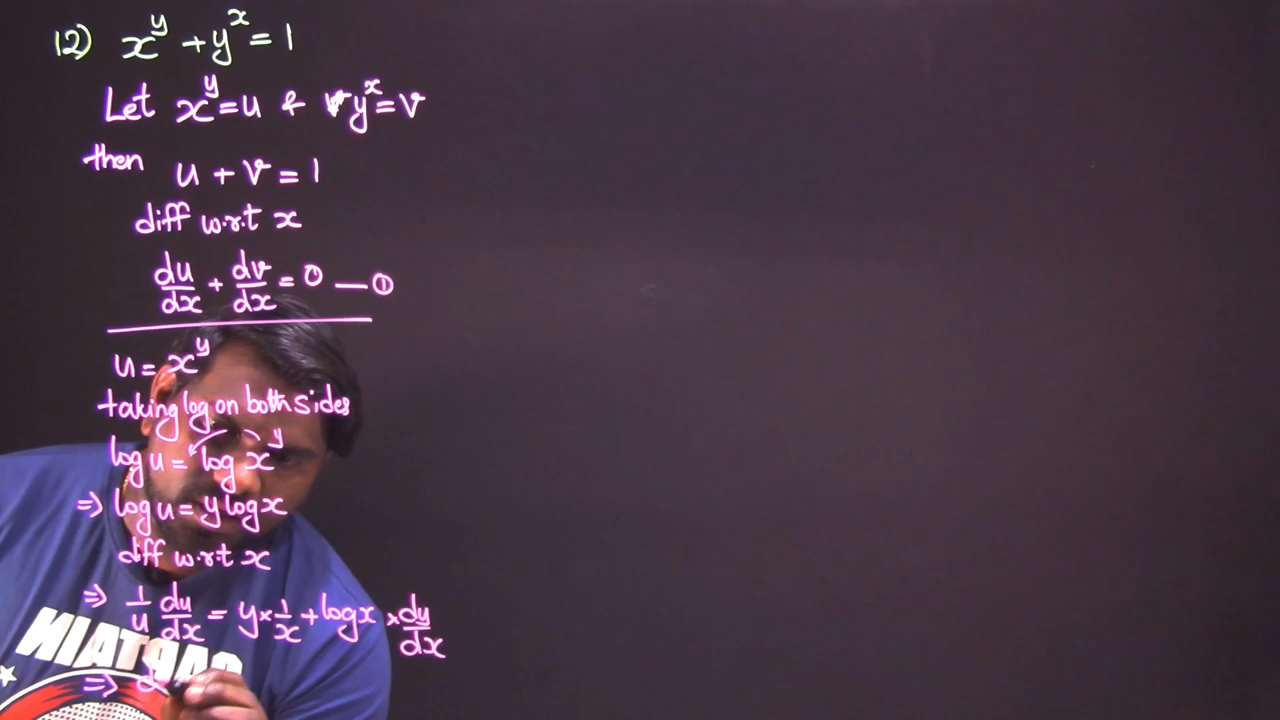 12) x^y + y^x = 1
Let x^y = u & y^x = v
then u + v = 1
diff w.r.t x
du/dx + dv/dx = 0 — ①
u = x^y
taking log on both sides
log u = log x^y
⇒ log u = y log x
diff w.r.t x
⇒ 1/u du/dx = y × 1/x + log x × dy/dx
⇒ d
CAPTAIN